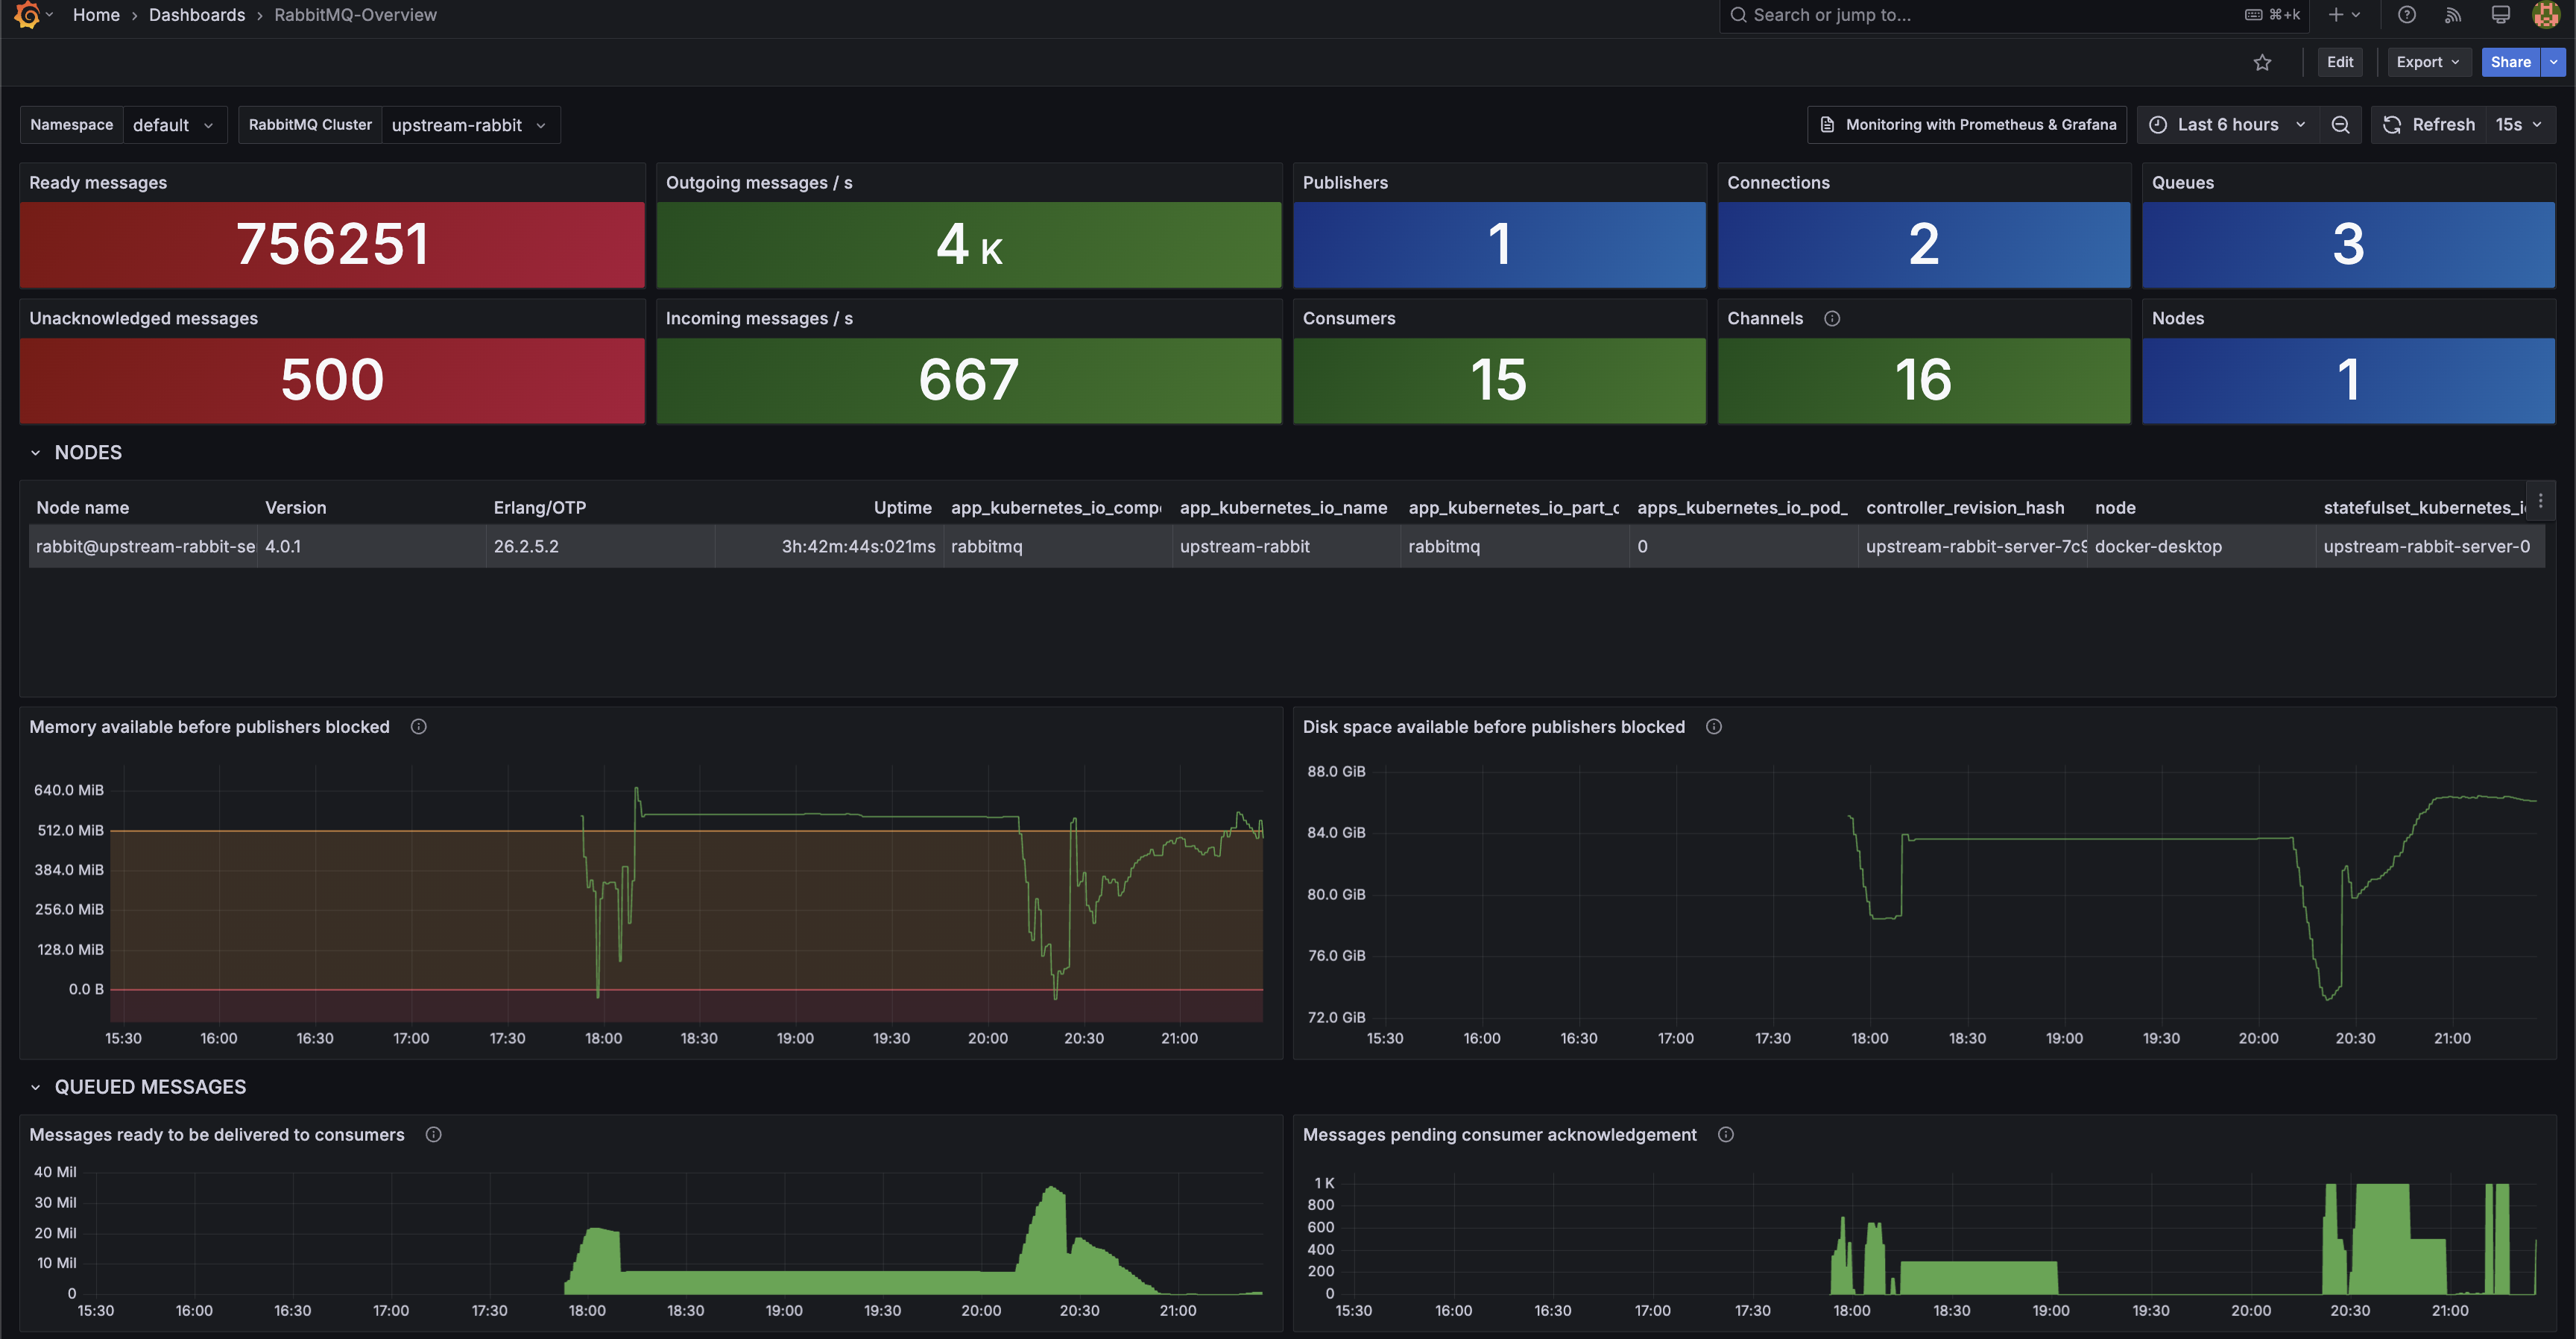 Home › Dashboards › RabbitMQ-Overview
Search or jump to... ⌘+k
Edit Export Share
Namespace default RabbitMQ Cluster upstream-rabbit Monitoring with Prometheus & Grafana Last 6 hours Refresh 15s
Ready messages Outgoing messages / s Publishers Connections Queues
756251 4 K 1 2 3
Unacknowledged messages Incoming messages / s Consumers Channels Nodes
500 667 15 16 1
NODES
Node name Version Erlang/OTP Uptime app_kubernetes_io_comp app_kubernetes_io_name app_kubernetes_io_part_ apps_kubernetes_io_pod_ controller_revision_hash node statefulset_kubernetes_i
rabbit@upstream-rabbit-se 4.0.1 26.2.5.2 3h:42m:44s:021ms rabbitmq upstream-rabbit rabbitmq 0 upstream-rabbit-server-7c9 docker-desktop upstream-rabbit-server-0
Memory available before publishers blocked
640.0 MiB
512.0 MiB
384.0 MiB
256.0 MiB
128.0 MiB
0.0 B
15:30 16:00 16:30 17:00 17:30 18:00 18:30 19:00 19:30 20:00 20:30 21:00
Disk space available before publishers blocked
88.0 GiB
84.0 GiB
80.0 GiB
76.0 GiB
72.0 GiB
15:30 16:00 16:30 17:00 17:30 18:00 18:30 19:00 19:30 20:00 20:30 21:00
QUEUED MESSAGES
Messages ready to be delivered to consumers
40 Mil
30 Mil
20 Mil
10 Mil
0
15:30 16:00 16:30 17:00 17:30 18:00 18:30 19:00 19:30 20:00 20:30 21:00
Messages pending consumer acknowledgement
1 K
800
600
400
200
0
15:30 16:00 16:30 17:00 17:30 18:00 18:30 19:00 19:30 20:00 20:30 21:00